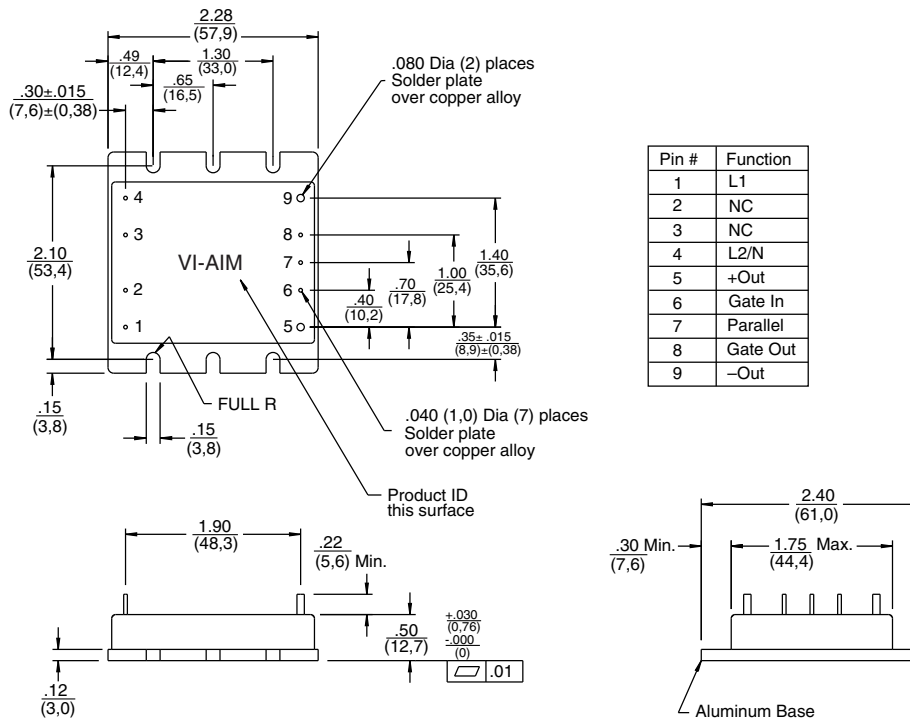 2.28
(57,9)
.49
(12,4)
1.30
(33,0)
.65
(16,5)
.30±.015
(7,6)±(0,38)
.080 Dia (2) places
Solder plate
over copper alloy
4
3
2
1
9
8
7
6
5
VI-AIM
2.10
(53,4)
1.40
(35,6)
1.00
(25,4)
.70
(17,8)
.40
(10,2)
.35± .015
(8,9)±(0,38)
.15
(3,8)
FULL R
.15
(3,8)
.040 (1,0) Dia (7) places
Solder plate
over copper alloy
Product ID
this surface
Pin # Function
1 L1
2 NC
3 NC
4 L2/N
5 +Out
6 Gate In
7 Parallel
8 Gate Out
9 –Out
1.90
(48,3)
.22
(5,6) Min.
.50
(12,7)
+.030
(0,76)
-.000
(0)
.01
.12
(3,0)
2.40
(61,0)
.30 Min.
(7,6)
1.75 Max.
(44,4)
Aluminum Base